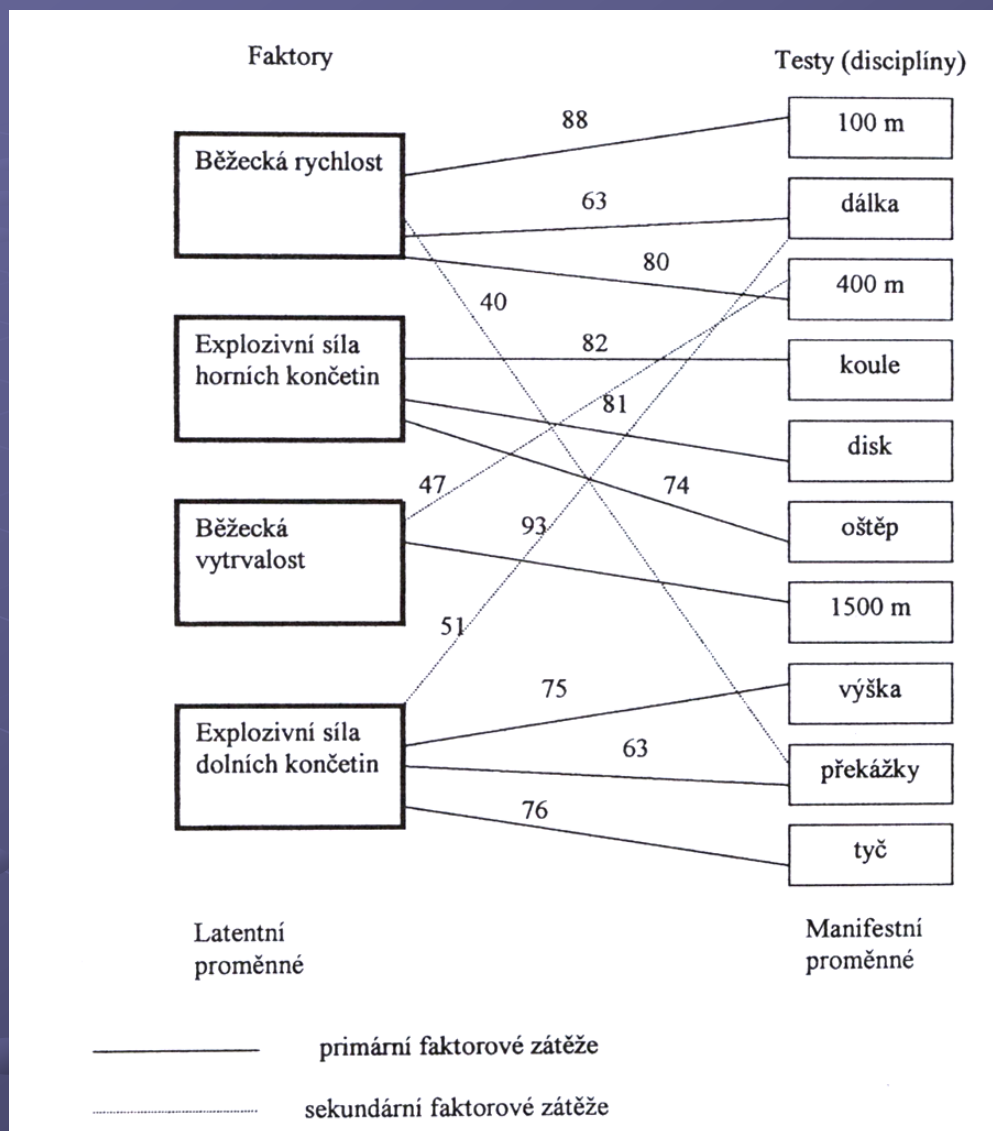 Faktory
Testy (disciplíny)
88
100 m
Běžecká rychlost
63
dálka
80
400 m
40
Explozivní síla
horních končetin
82
koule
81
disk
47
74
Běžecká
vytrvalost
93
oštěp
1500 m
51
75
výška
Explozivní síla
dolních končetin
63
překážky
76
tyč
Latentní
proměnné
Manifestní
proměnné
primární faktorové zátěže
sekundární faktorové zátěže